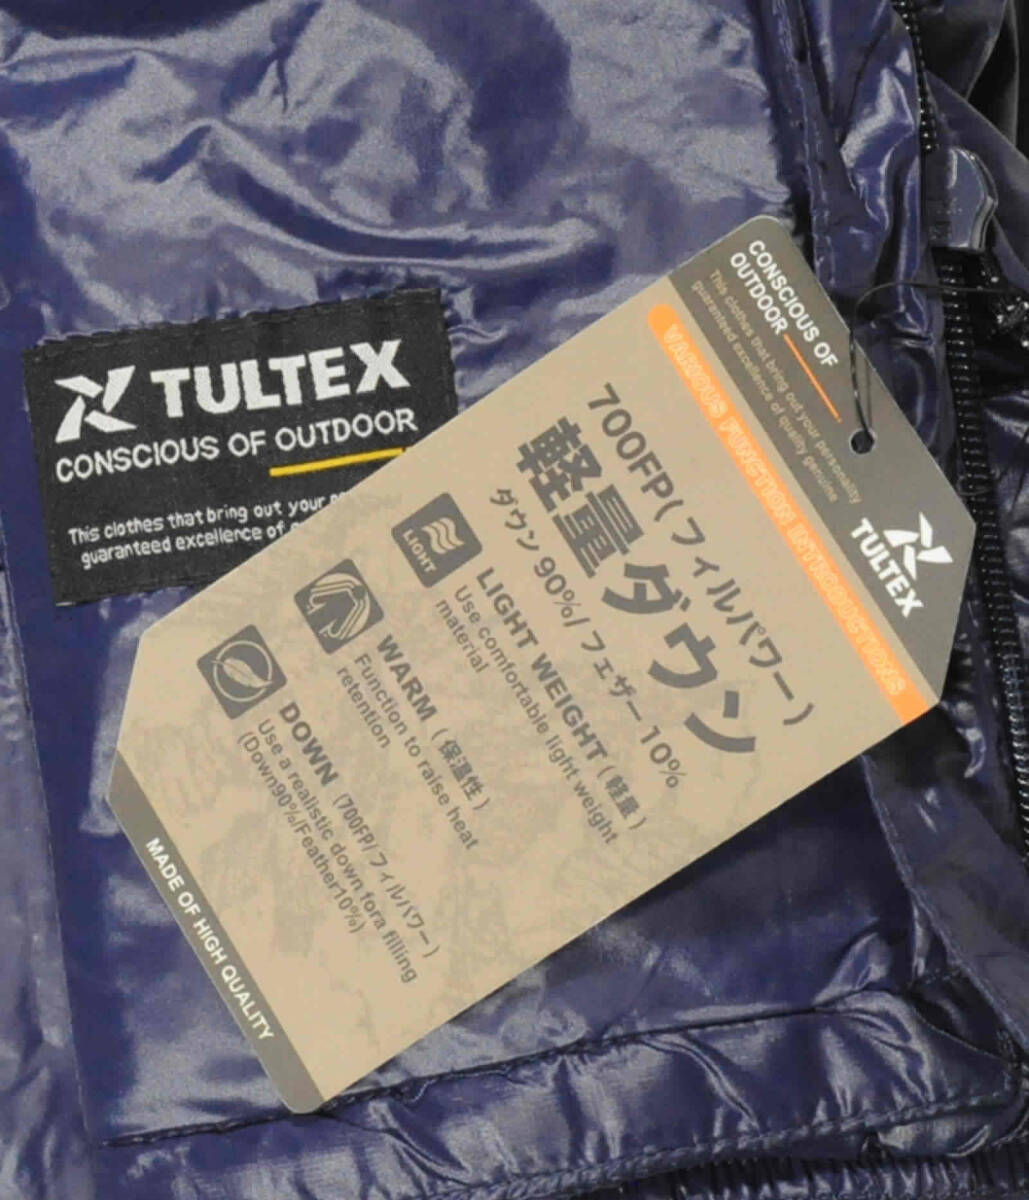 TULTEX
CONSCIOUS OF OUTDOOR
This clothes that bring out your
guaranteed excellence of
CONSCIOUS OF
OUTDOOR
This clothes that bring out your personality
guaranteed excellence of quality genuine
TULTEX
VARIOUS FUNCTION INTRODUCTIONS
700FP(フィルパワー)
軽量ダウン
ダウン 90%/ フェザー 10%
LIGHT
LIGHT WEIGHT (軽量)
Use comfortable light weight
material
WARM (保温性)
Function to raise heat
retention
DOWN (700FP/フィルパワー)
Use a realistic down fora filling
(Down90%/Feather10%)
MADE OF HIGH QUALITY